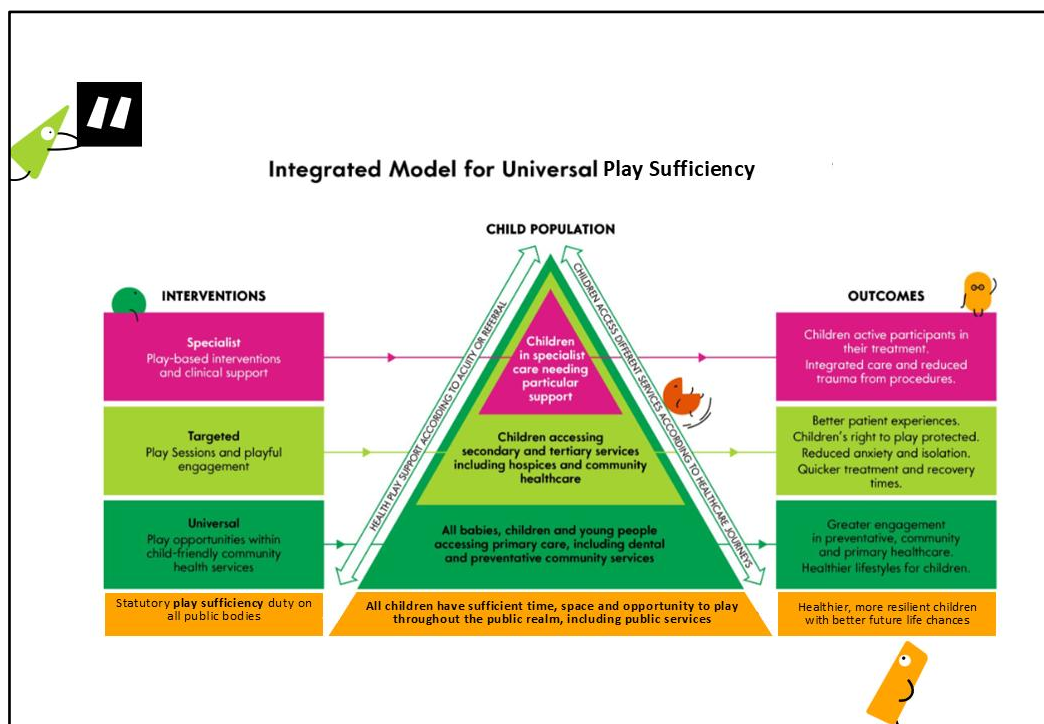 Integrated Model for Universal Play Sufficiency
CHILD POPULATION
INTERVENTIONS
OUTCOMES
HEALTH PLAY SUPPORT ACCORDING TO ACUITY OR REFERRAL
CHILDREN ACCESS DIFFERENT SERVICES ACCORDING TO HEALTHCARE JOURNEYS
Specialist
Play-based interventions
and clinical support
Children
in specialist
care needing
particular
support
Children active participants in
their treatment.
Integrated care and reduced
trauma from procedures.
Targeted
Play Sessions and playful
engagement
Children accessing
secondary and tertiary services
including hospices and community
healthcare
Better patient experiences.
Children's right to play protected.
Reduced anxiety and isolation.
Quicker treatment and recovery
times.
Universal
Play opportunities within
child-friendly community
health services
All babies, children and young people
accessing primary care, including dental
and preventative community services
Greater engagement
in preventative, community
and primary healthcare.
Healthier lifestyles for children.
Statutory play sufficiency duty on
all public bodies
All children have sufficient time, space and opportunity to play
throughout the public realm, including public services
Healthier, more resilient children
with better future life chances